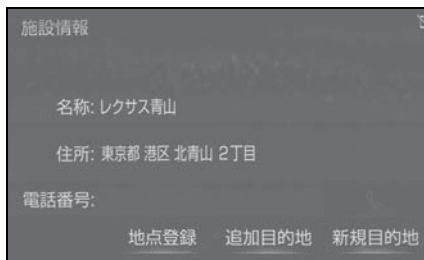 施設情報
名称: レクサス青山
住所: 東京都 港区 北青山 2丁目
電話番号:
地点登録 追加目的地 新規目的地